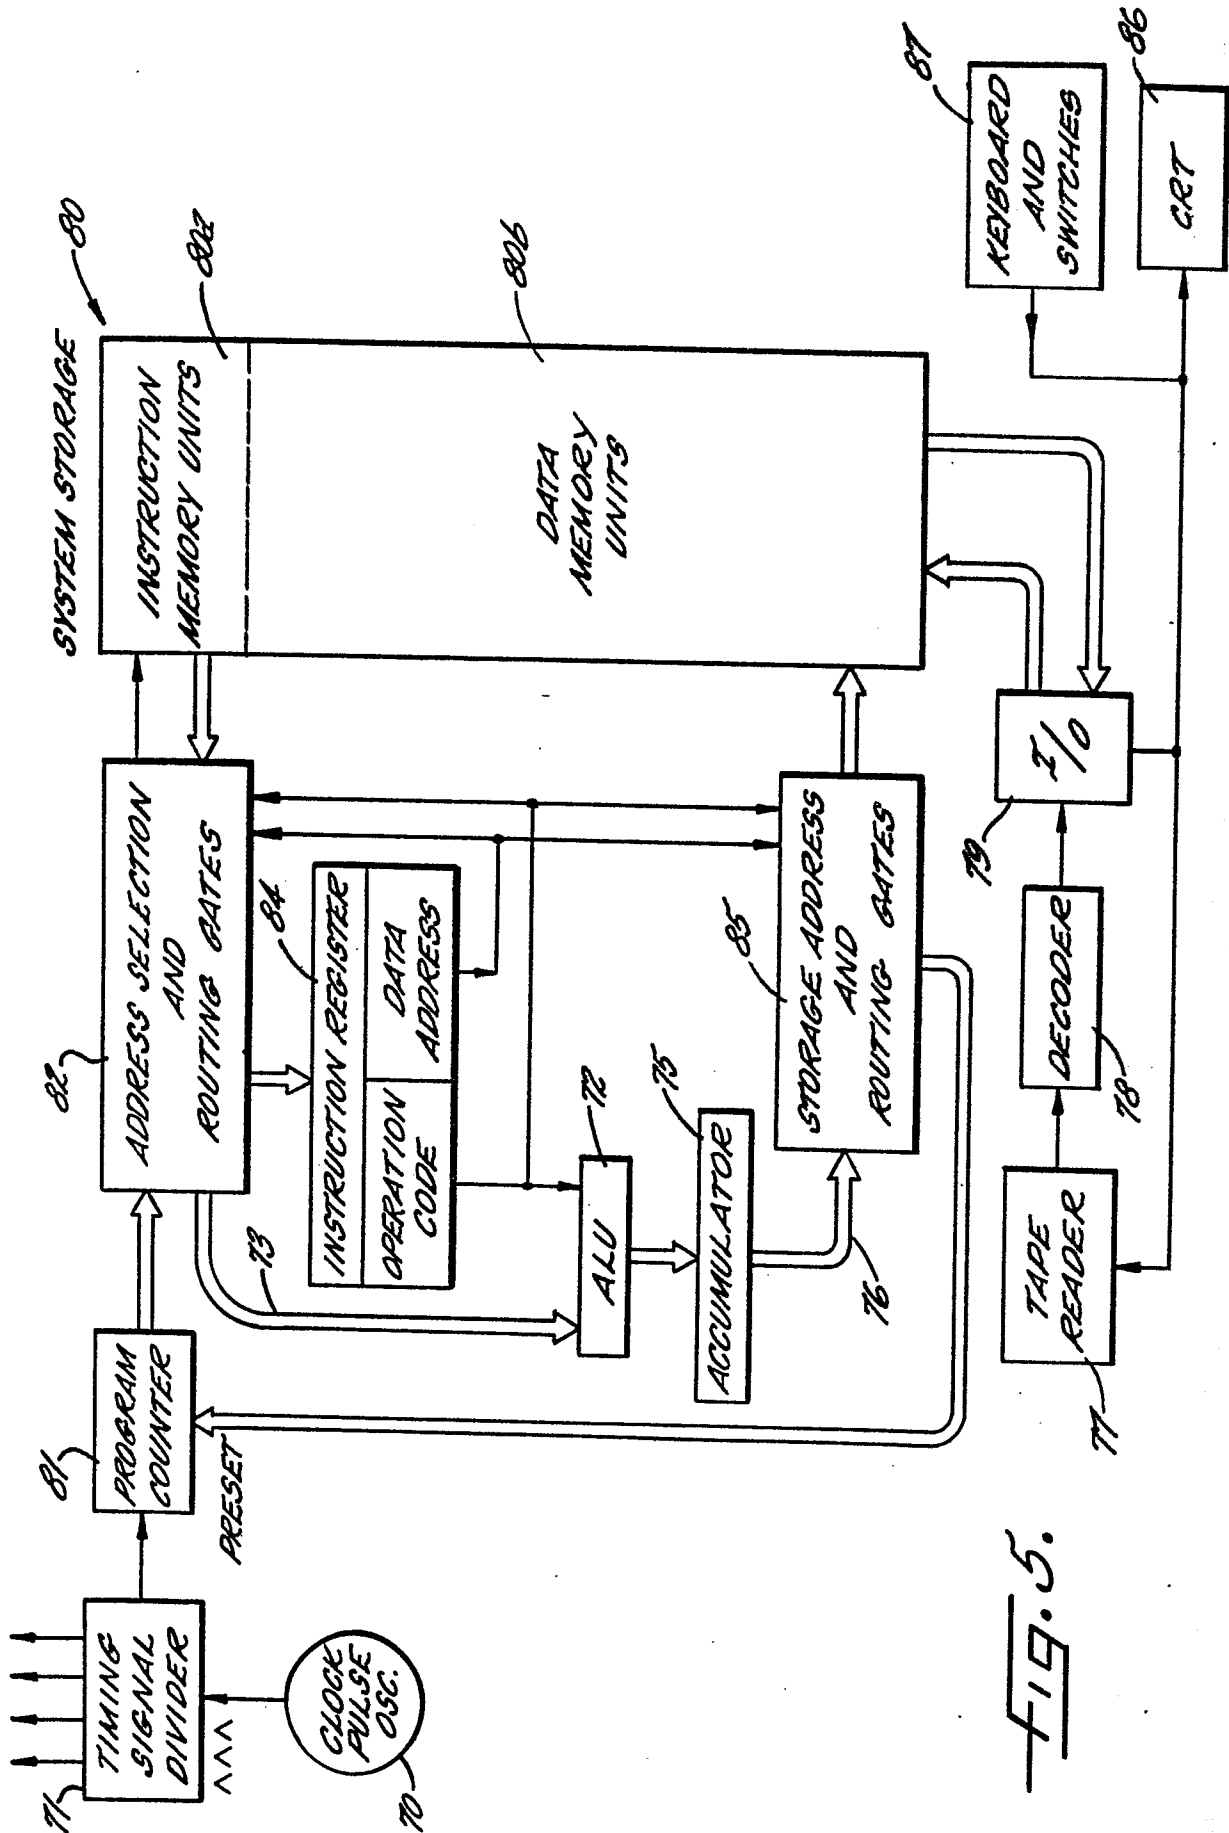 SYSTEM STORAGE
80
INSTRUCTION
MEMORY UNITS
80a
DATA
MEMORY
UNITS
80b
82
ADDRESS SELECTION
AND
ROUTING GATES
81
PROGRAM
COUNTER
PRESET
71
TIMING
SIGNAL
DIVIDER
CLOCK
PULSE
OSC.
70
73
84
INSTRUCTION REGISTER
OPERATION
CODE
DATA
ADDRESS
72
ALU
75
ACCUMULATOR
76
85
STORAGE ADDRESS
AND
ROUTING GATES
87
KEYBOARD
AND
SWITCHES
86
CRT
79
I/O
DECODER
78
TAPE
READER
77
Fig. 5.